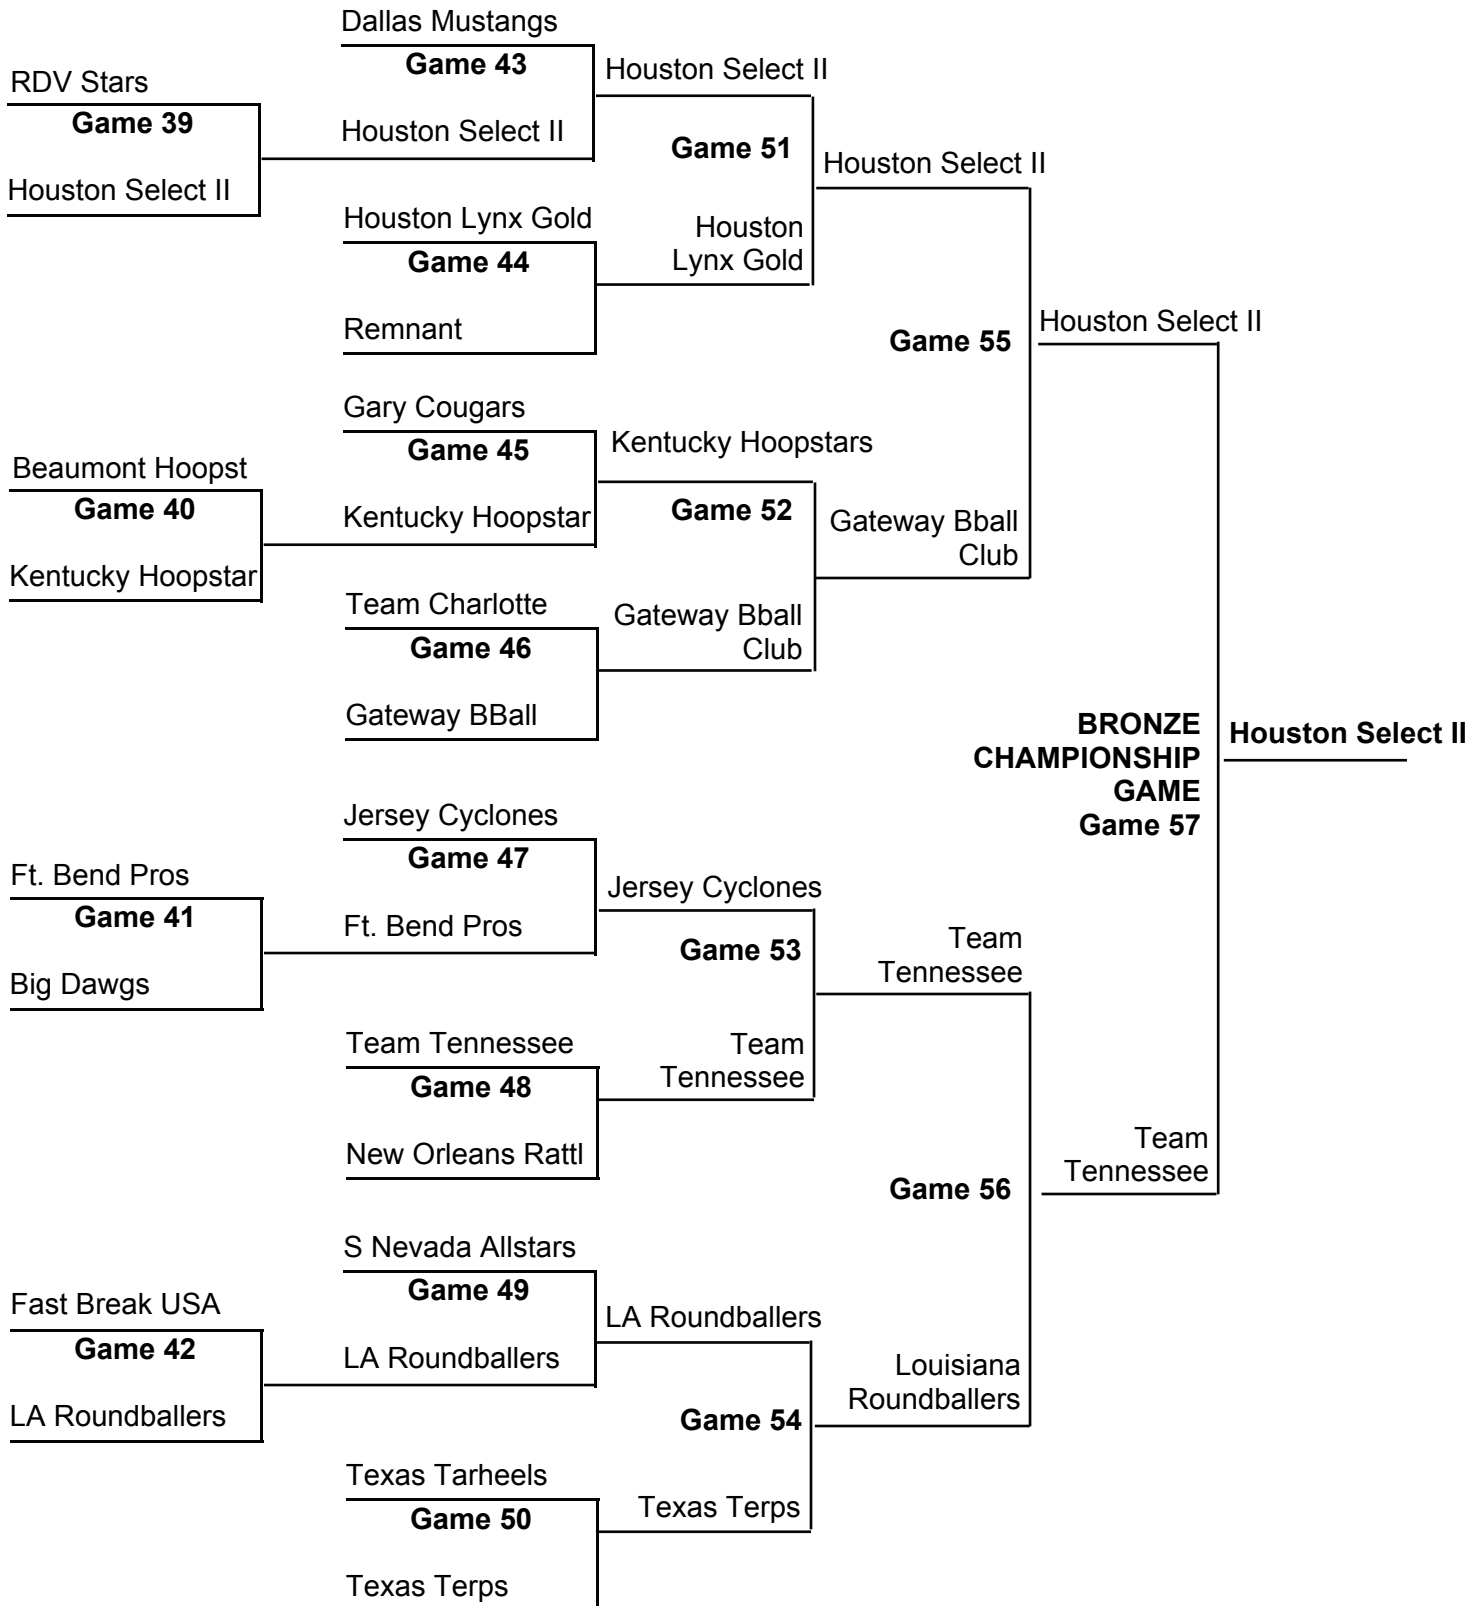 Dallas Mustangs
Game 43
Houston Select II
RDV Stars
Game 39
Houston Select II
Houston Select II
Game 51
Houston Select II
Houston Lynx Gold
Game 44
Remnant
Houston
Lynx Gold
Game 55
Houston Select II
Gary Cougars
Game 45
Kentucky Hoopstars
Beaumont Hoopst
Game 40
Kentucky Hoopstar
Kentucky Hoopstar
Game 52
Gateway Bball
Club
Team Charlotte
Game 46
Gateway BBall
Gateway Bball
Club
BRONZE
CHAMPIONSHIP
GAME
Game 57
Houston Select II
Jersey Cyclones
Game 47
Ft. Bend Pros
Ft. Bend Pros
Game 41
Big Dawgs
Jersey Cyclones
Game 53
Team
Tennessee
Team Tennessee
Game 48
New Orleans Rattl
Team
Tennessee
Game 56
Team
Tennessee
S Nevada Allstars
Game 49
LA Roundballers
Fast Break USA
Game 42
LA Roundballers
LA Roundballers
Game 54
Louisiana
Roundballers
Texas Tarheels
Game 50
Texas Terps
Texas Terps